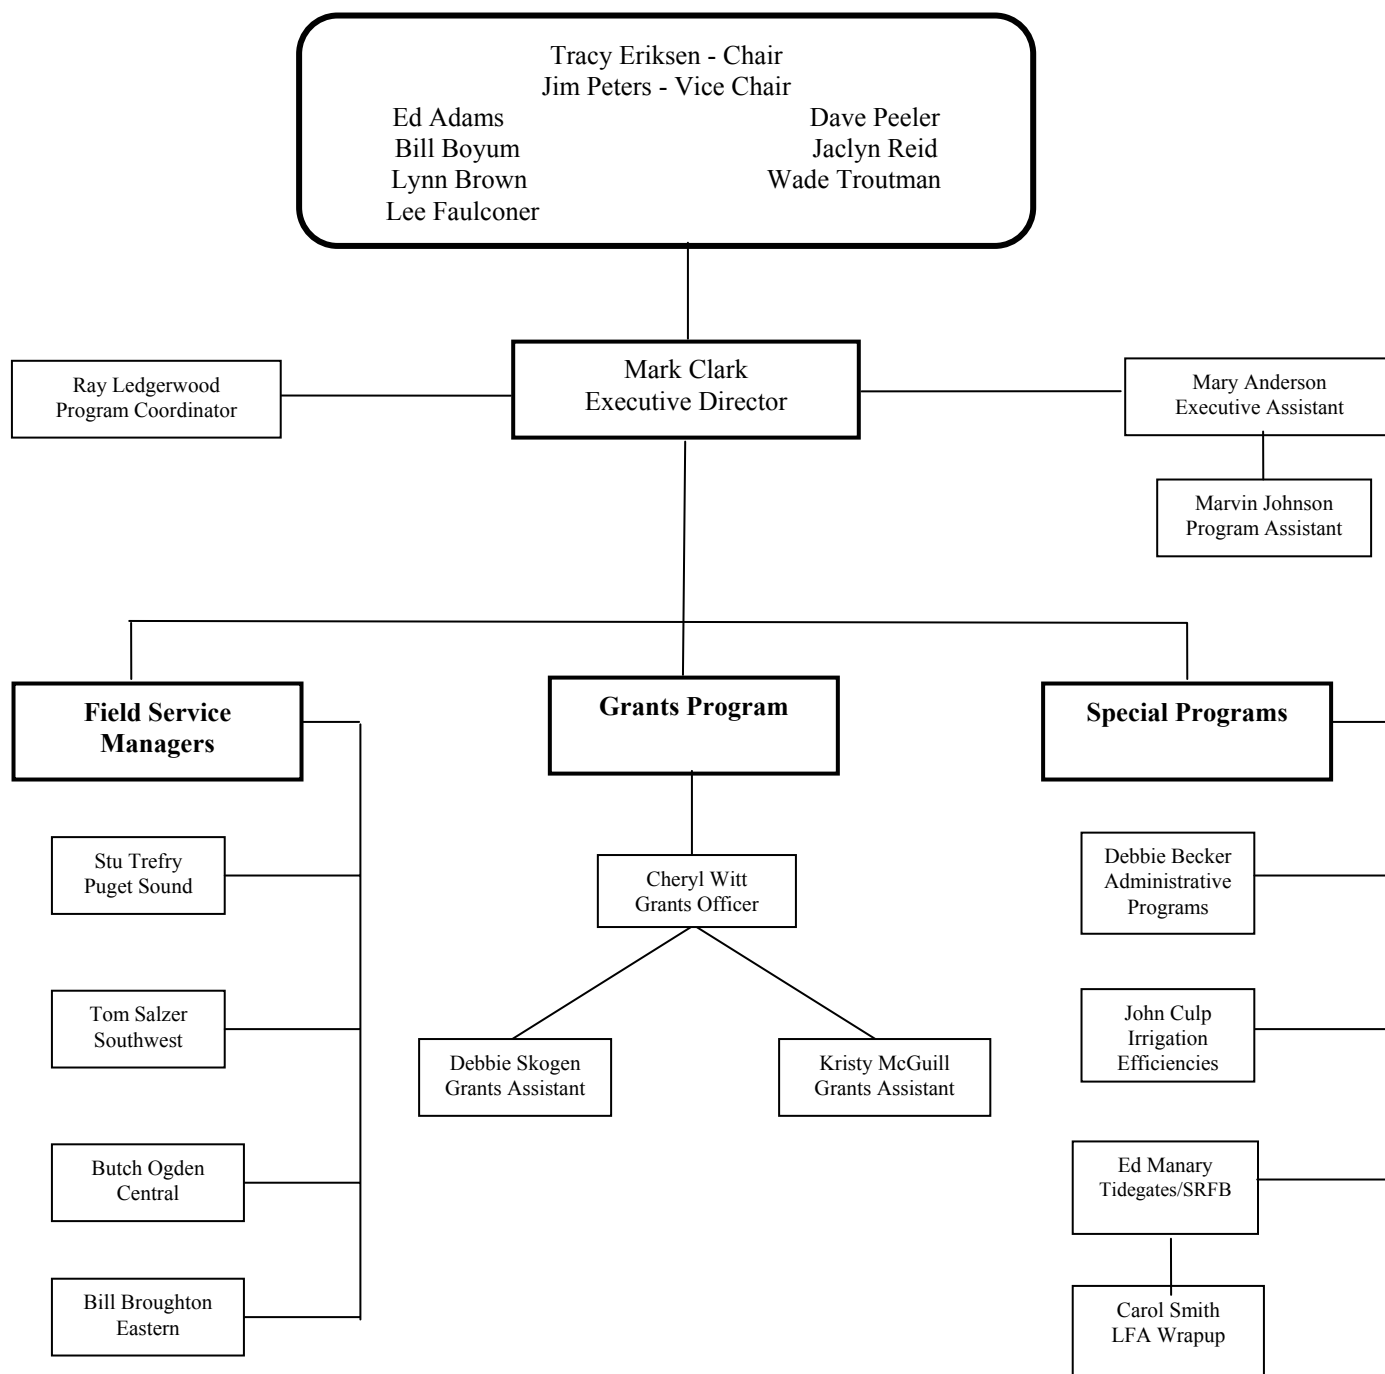 Tracy Eriksen - Chair
Jim Peters - Vice Chair
Ed Adams Dave Peeler
Bill Boyum Jaclyn Reid
Lynn Brown Wade Troutman
Lee Faulconer
Mark Clark
Executive Director
Ray Ledgerwood
Program Coordinator
Mary Anderson
Executive Assistant
Marvin Johnson
Program Assistant
Field Service
Managers
Grants Program
Special Programs
Stu Trefry
Puget Sound
Tom Salzer
Southwest
Butch Ogden
Central
Bill Broughton
Eastern
Cheryl Witt
Grants Officer
Debbie Skogen
Grants Assistant
Kristy McGuill
Grants Assistant
Debbie Becker
Administrative
Programs
John Culp
Irrigation
Efficiencies
Ed Manary
Tidegates/SRFB
Carol Smith
LFA Wrapup